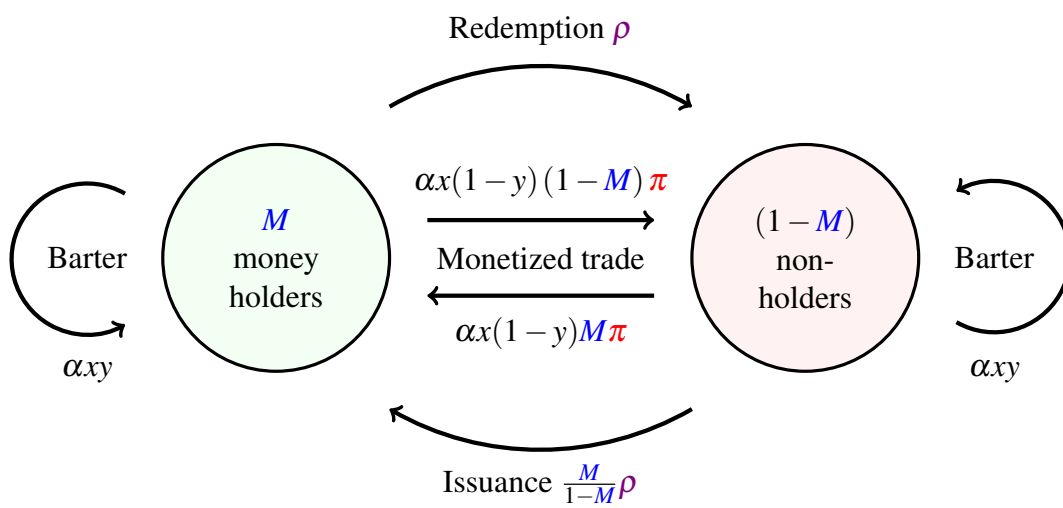 Redemption ρ
αx(1−y)(1−M)π
M
money
holders
Barter
Monetized trade
(1−M)
non-
holders
Barter
αxy
αx(1−y)Mπ
αxy
Issuance M/(1−M) ρ